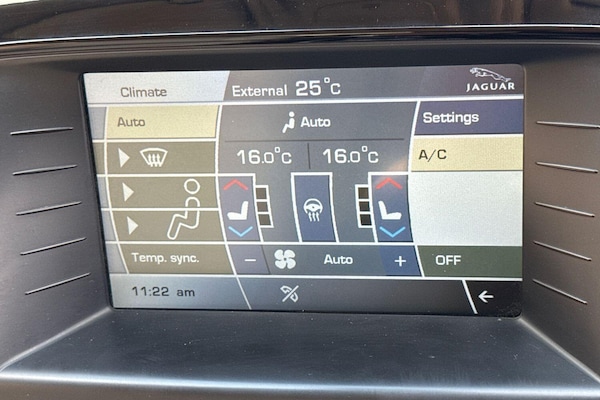 Climate
External 25°C
JAGUAR
Auto
Auto
Settings
16.0°C
16.0°C
A/C
Temp. sync.
-
Auto
+
OFF
11:22 am